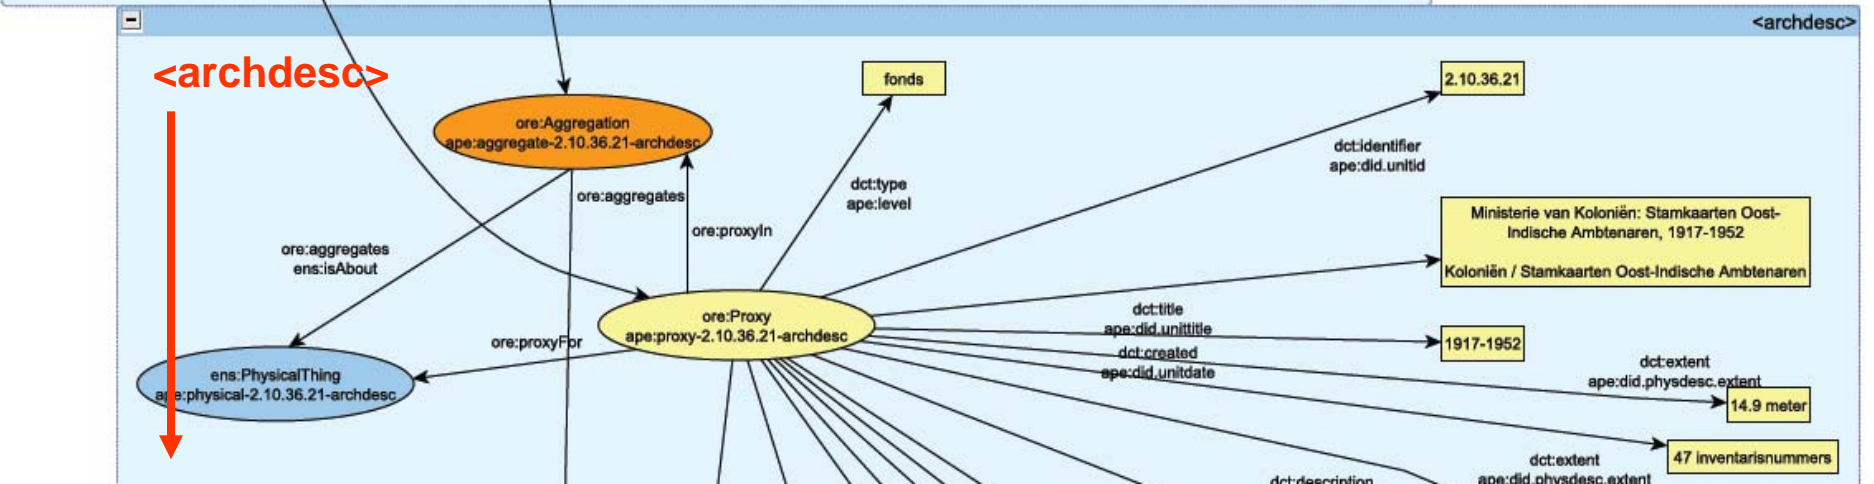 <archdesc>
<archdesc>
fonds
2.10.36.21
ore:Aggregation
ape:aggregate-2.10.36.21-archdesc
dct:identifier
ape:did.unitid
dct:type
ape:level
ore:aggregates
ore:proxyIn
Ministerie van Koloniën: Stamkaarten Oost-
Indische Ambtenaren, 1917-1952
Koloniën / Stamkaarten Oost-Indische Ambtenaren
ore:aggregates
ens:isAbout
ore:Proxy
ape:proxy-2.10.36.21-archdesc
dct:title
ape:did.unittitle
ore:proxyFor
1917-1952
dct:created
ape:did.unitdate
dct:extent
ape:did.physdesc.extent
ens:PhysicalThing
ape:physical-2.10.36.21-archdesc
14.9 meter
47 inventarisnummers
dct:extent
ape:did.physdesc.extent
dct:description